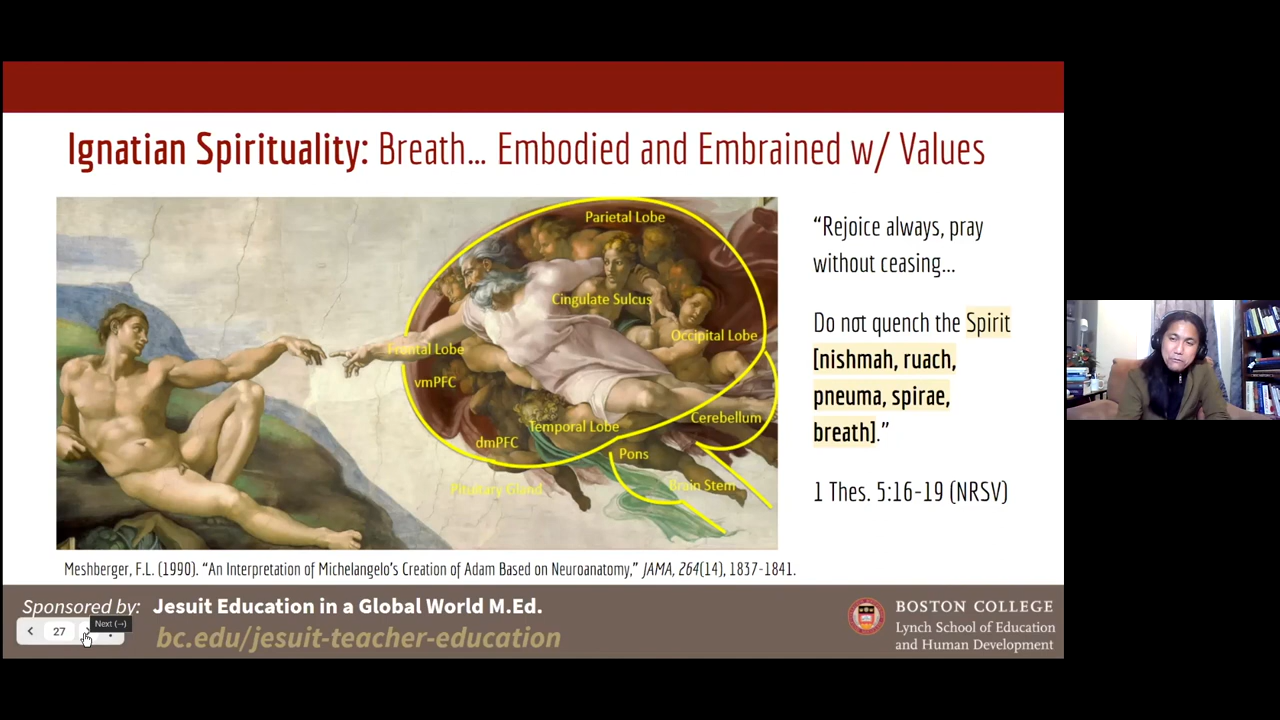 Ignatian Spirituality: Breath... Embodied and Embrained w/ Values
Parietal Lobe
Cingulate Sulcus
Occipital Lobe
Frontal Lobe
vmPFC
Cerebellum
Temporal Lobe
dmPFC
Pons
Brain Stem
Pituitary Gland
“Rejoice always, pray
without ceasing...
Do not quench the Spirit
[nishmah, ruach,
pneuma, spirae,
breath].”
1 Thes. 5:16-19 (NRSV)
Meshberger, F.L. (1990). “An Interpretation of Michelangelo’s Creation of Adam Based on Neuroanatomy,” JAMA, 264(14), 1837-1841.
Sponsored by: Jesuit Education in a Global World M.Ed.
bc.edu/jesuit-teacher-education
27
Next (→)
BOSTON COLLEGE
Lynch School of Education
and Human Development